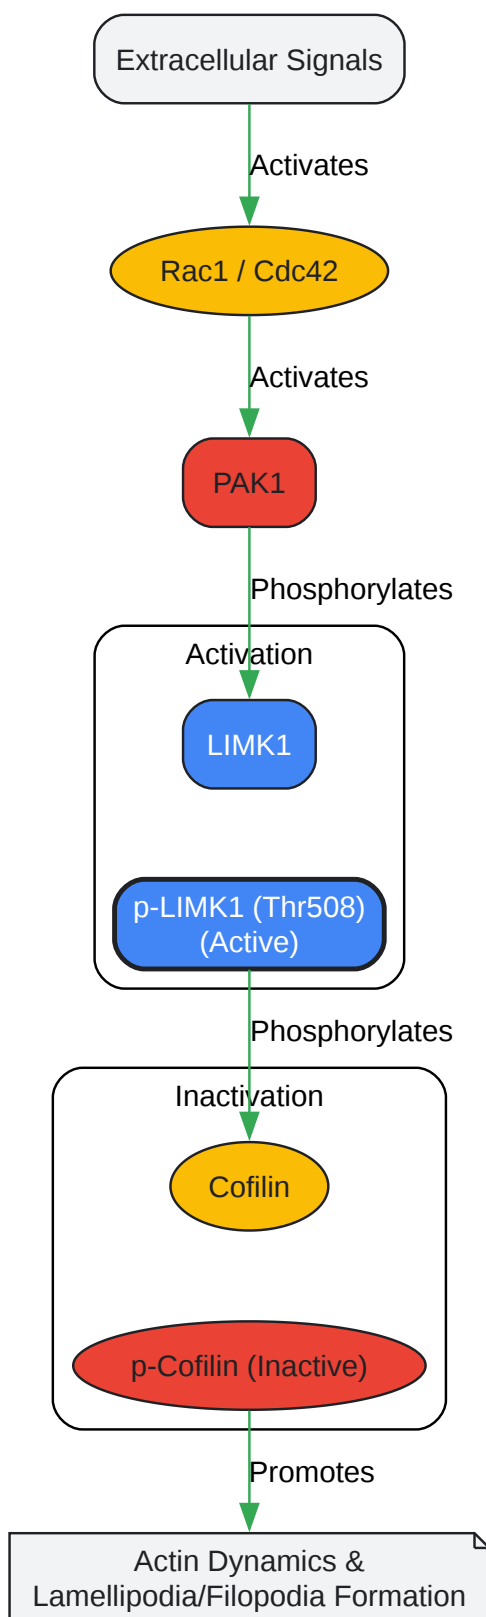 Extracellular Signals
Activates
Rac1 / Cdc42
Activates
PAK1
Phosphorylates
Activation
LIMK1
p-LIMK1 (Thr508)
(Active)
Phosphorylates
Inactivation
Cofilin
p-Cofilin (Inactive)
Promotes
Actin Dynamics &
Lamellipodia/Filopodia Formation